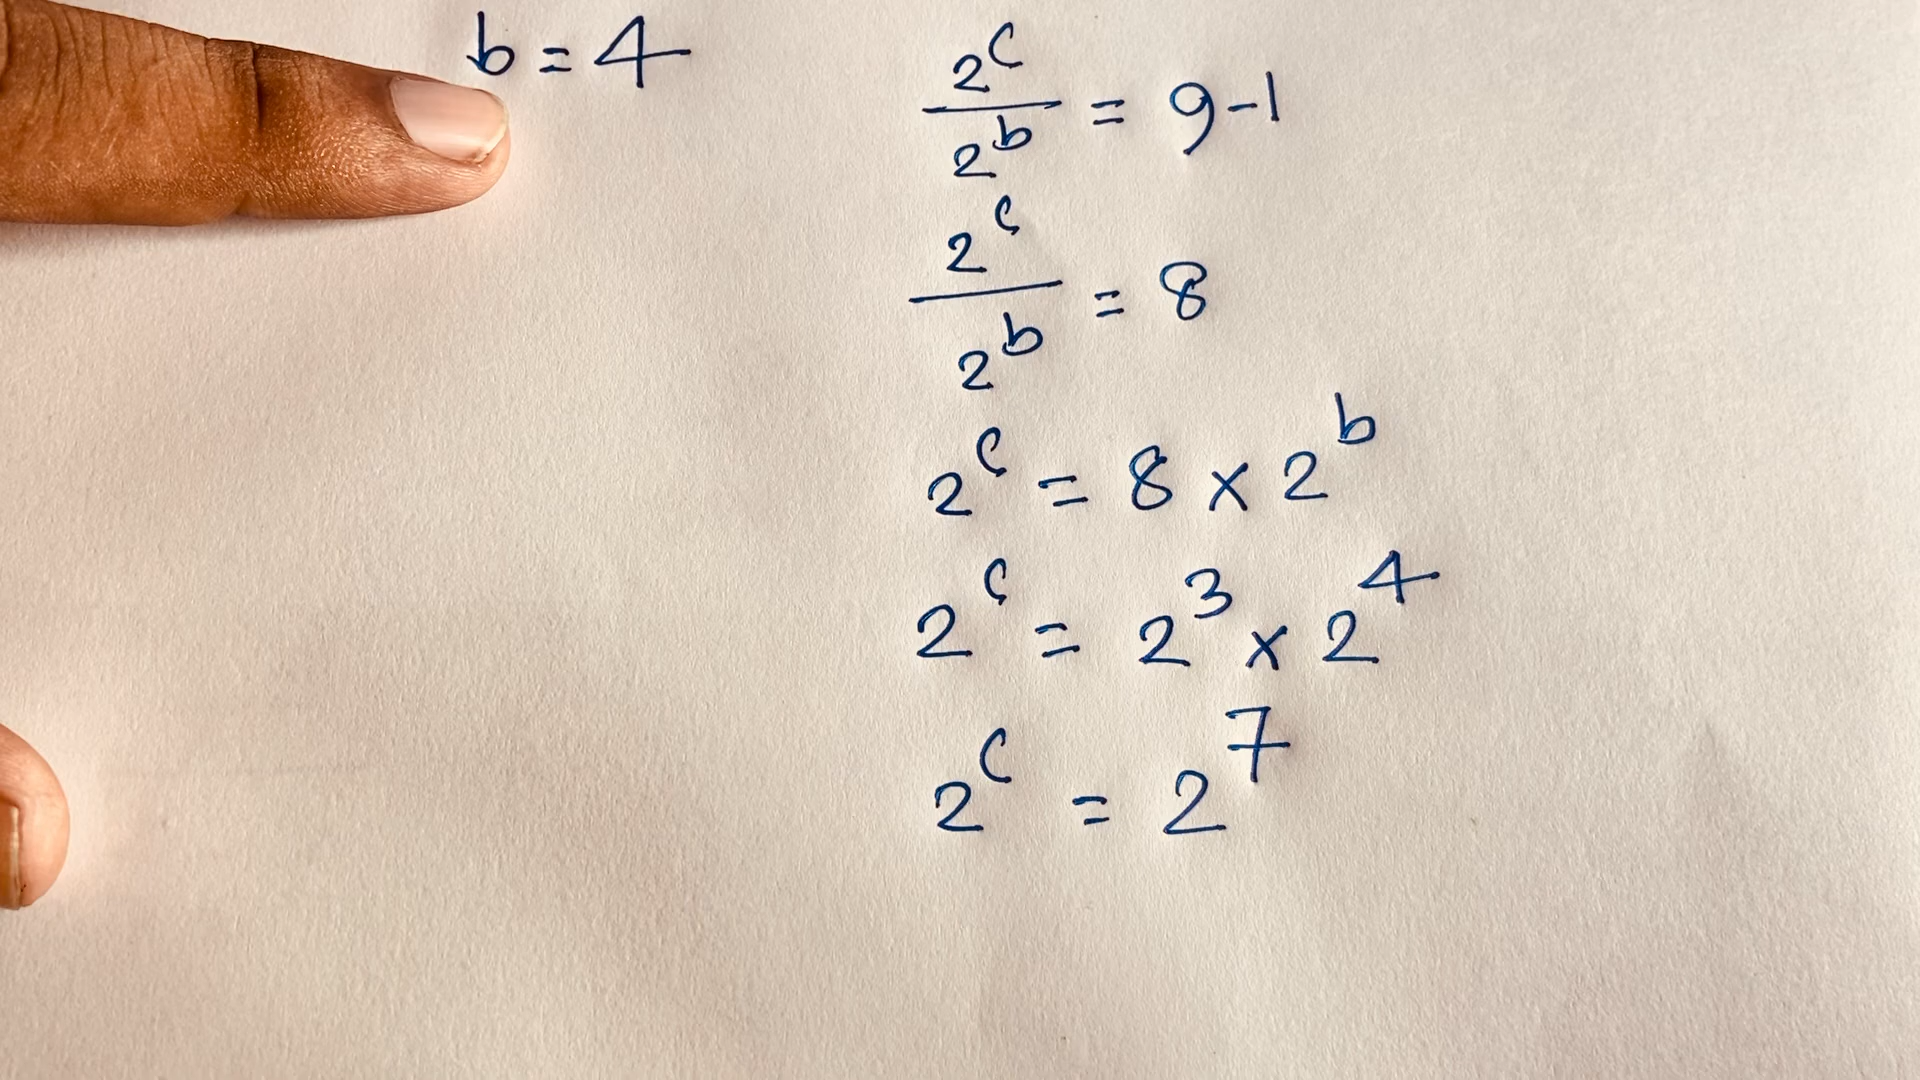 b = 4
2^c / 2^b = 9-1
2^c / 2^b = 8
2^c = 8 × 2^b
2^c = 2^3 × 2^4
2^c = 2^7